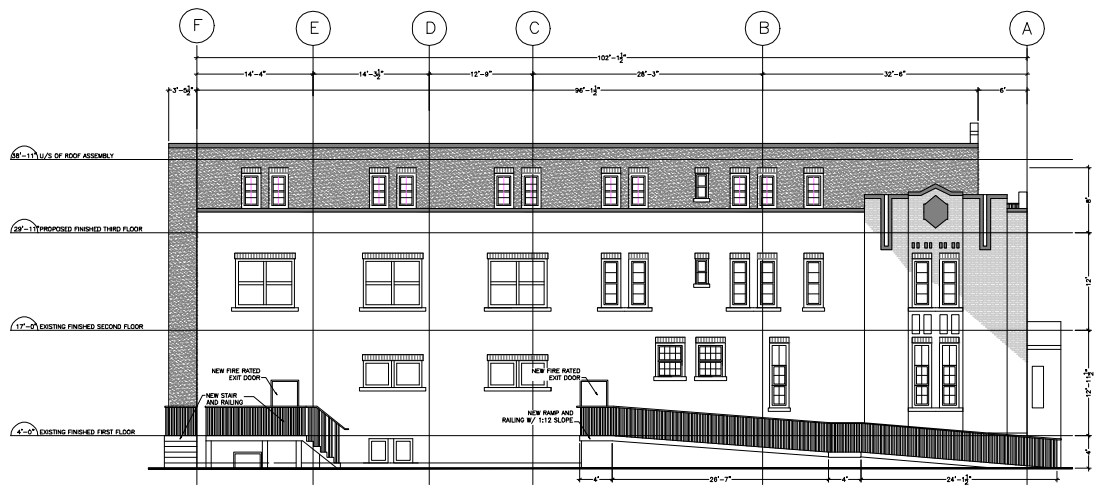 F E D C B A
102'-1½"
14'-4" 14'-3½" 12'-9" 28'-3" 32'-6"
3'-5½" 96'-1½" 6'
38'-11" U/S OF ROOF ASSEMBLY
8'
29'-11" PROPOSED FINISHED THIRD FLOOR
12'
17'-0" EXISTING FINISHED SECOND FLOOR
NEW FIRE RATED
EXIT DOOR
NEW FIRE RATED
EXIT DOOR
12'-11½"
NEW STAIR
AND RAILING
NEW RAMP AND
RAILING W/ 1:12 SLOPE
4'-0" EXISTING FINISHED FIRST FLOOR
4'
4' 26'-7" 4' 24'-1½"